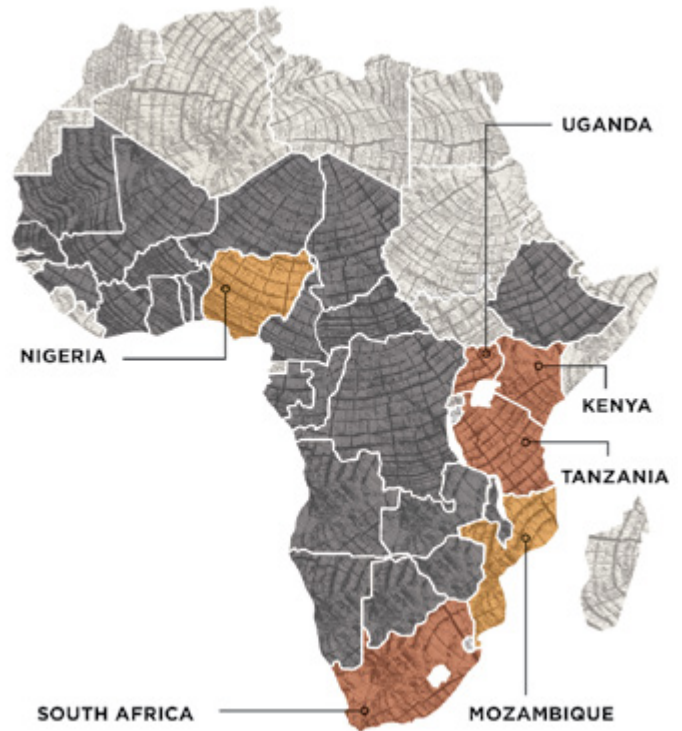 UGANDA
NIGERIA
KENYA
TANZANIA
SOUTH AFRICA
MOZAMBIQUE